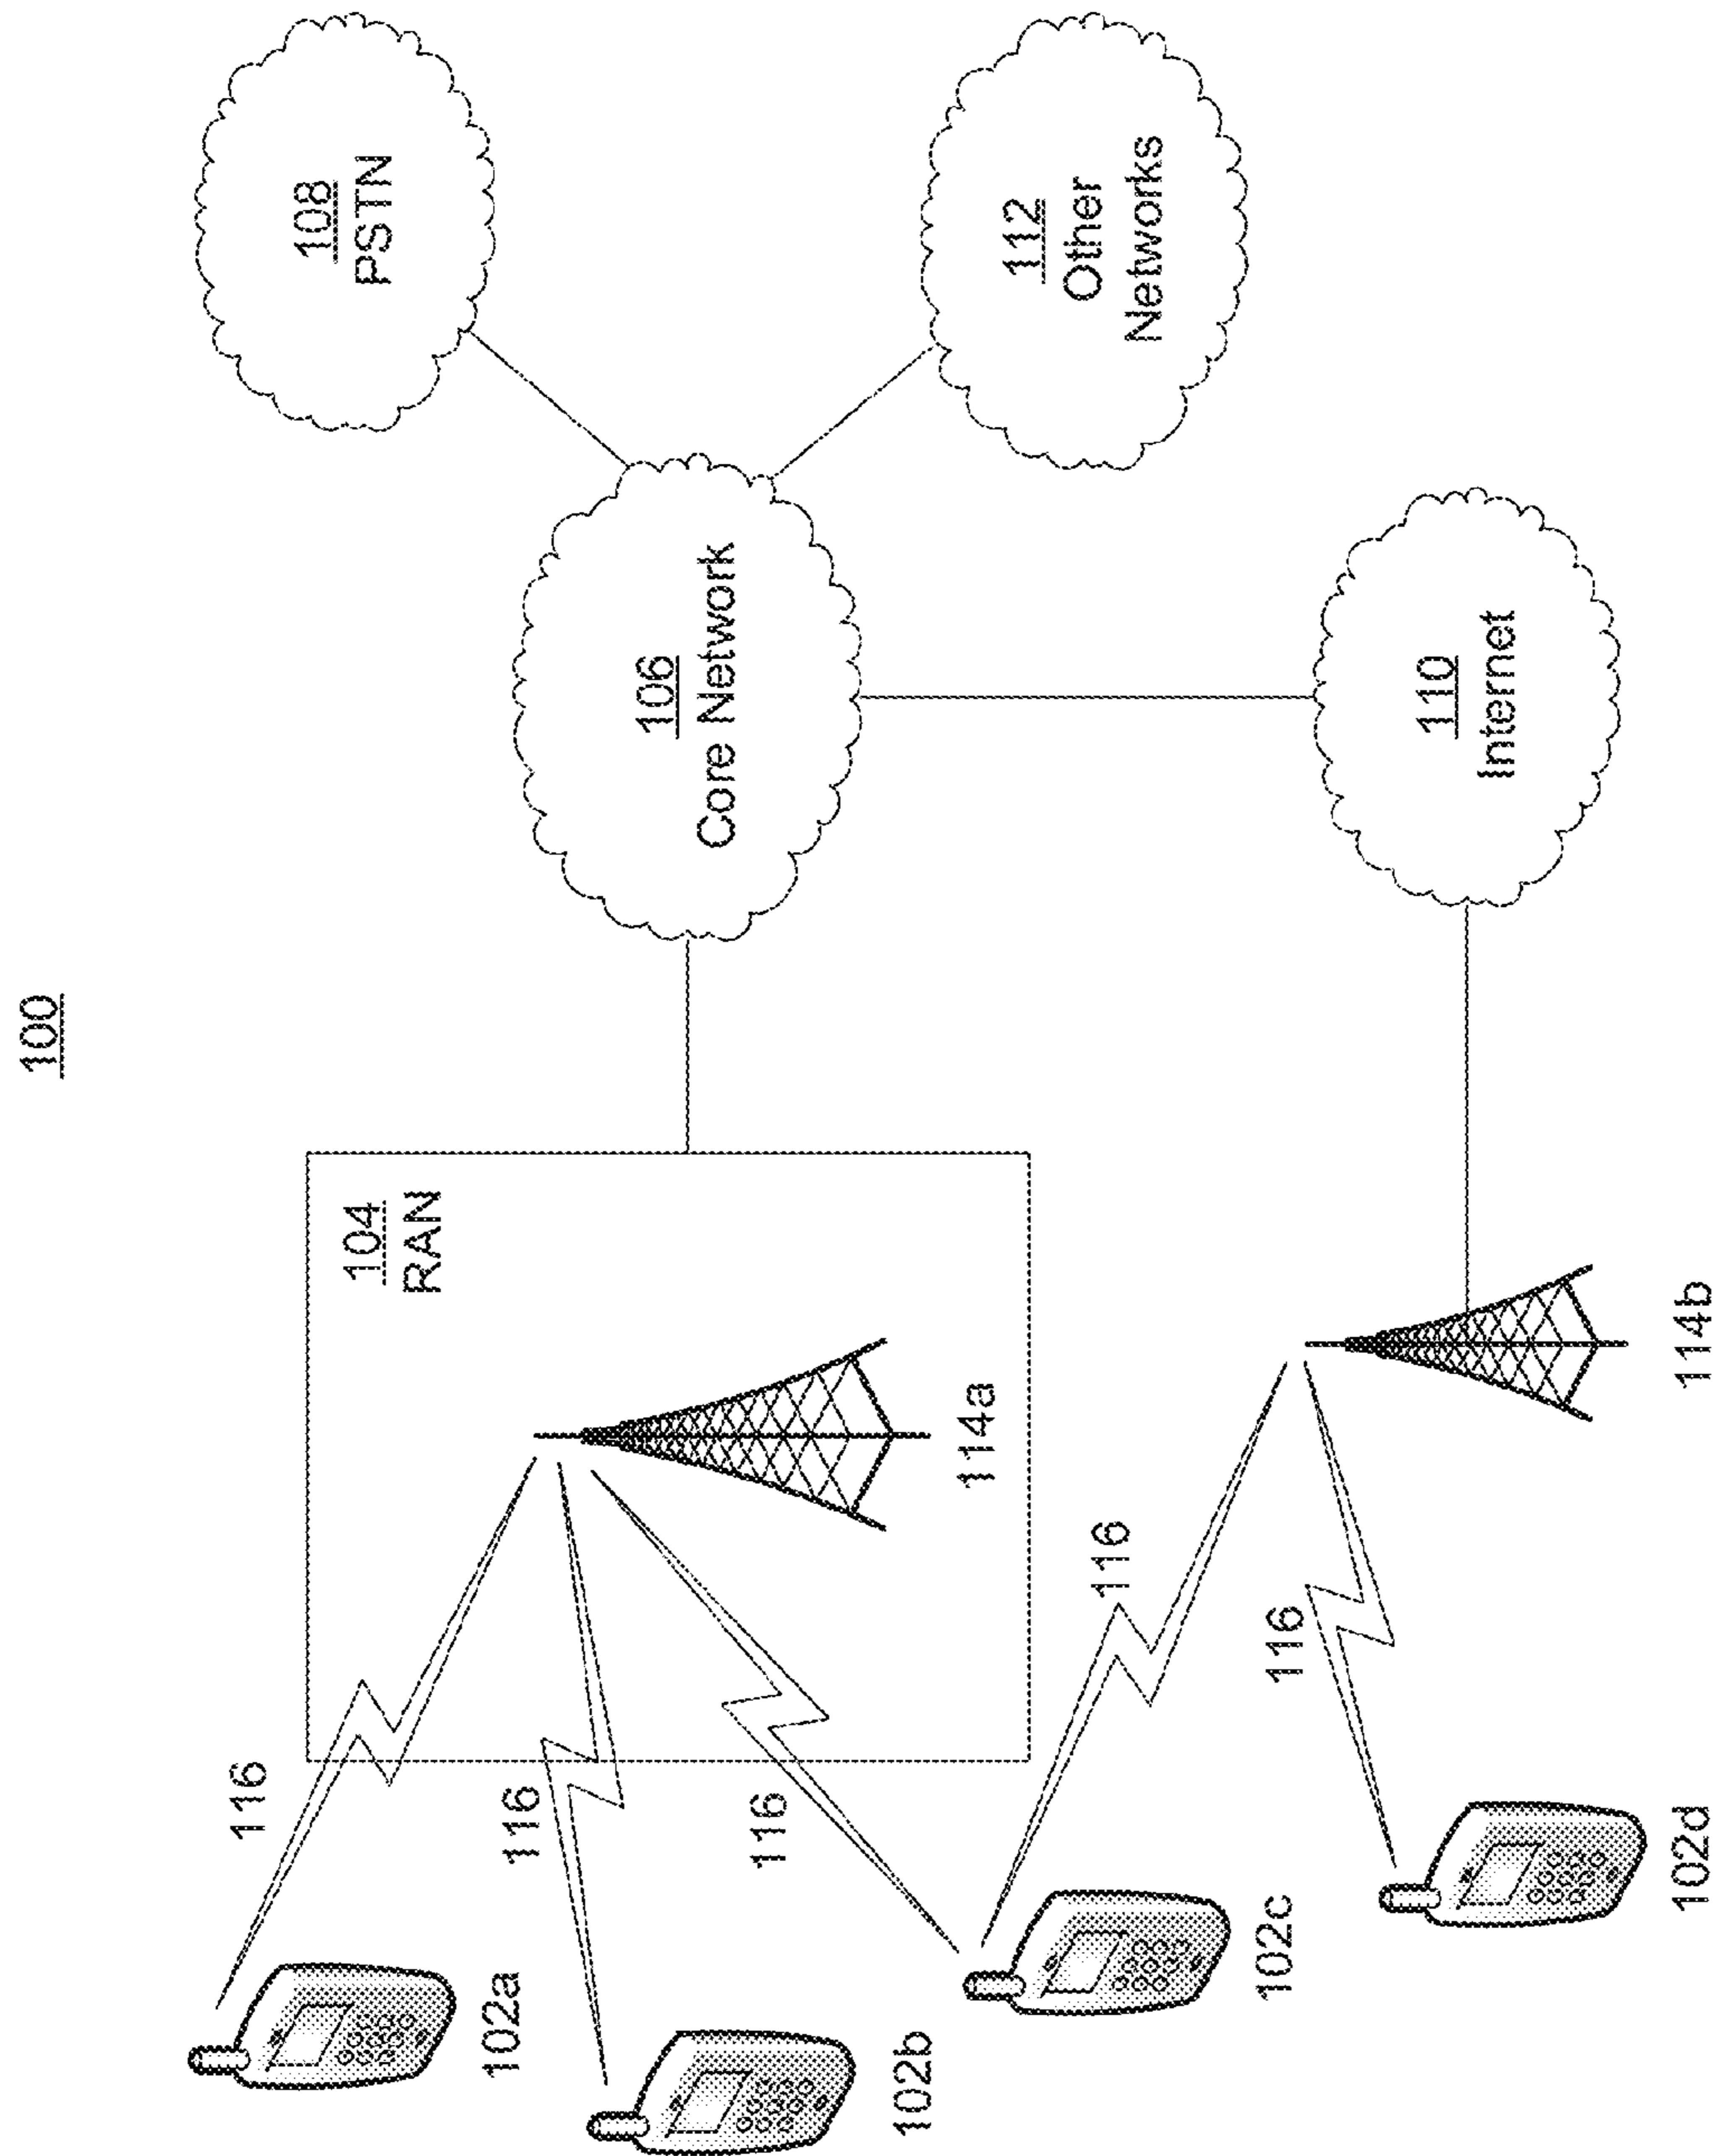 100
108
PSTN
106
Core Network
112
Other
Networks
104
RAN
110
Internet
114a
114b
116
116
116
116
116
102a
102b
102c
102d